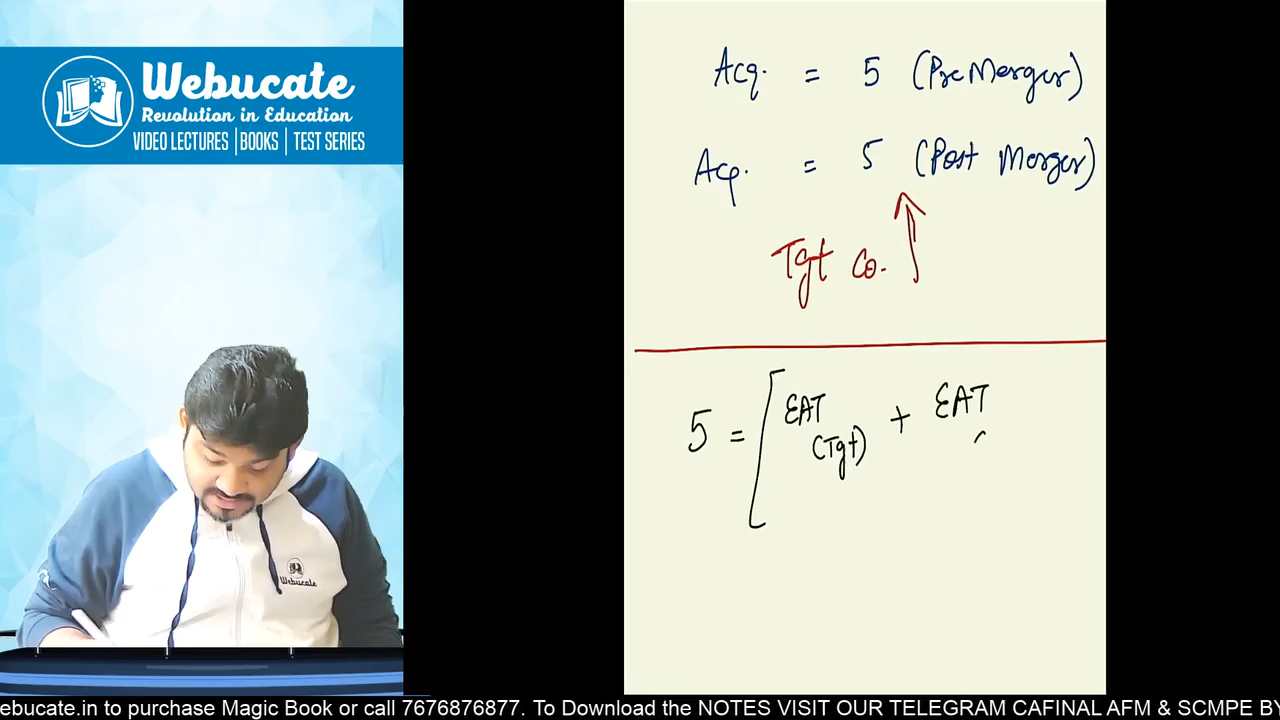 Webucate
Revolution in Education
VIDEO LECTURES | BOOKS | TEST SERIES
Acq. = 5 (Pre Merger)
Acq. = 5 (Post Merger)
Tgt Co.
5 = [ EAT (Tgt) + EAT
Webucate
ebucate.in to purchase Magic Book or call 7676876877. To Download the NOTES VISIT OUR TELEGRAM CAFINAL AFM & SCMPE BY